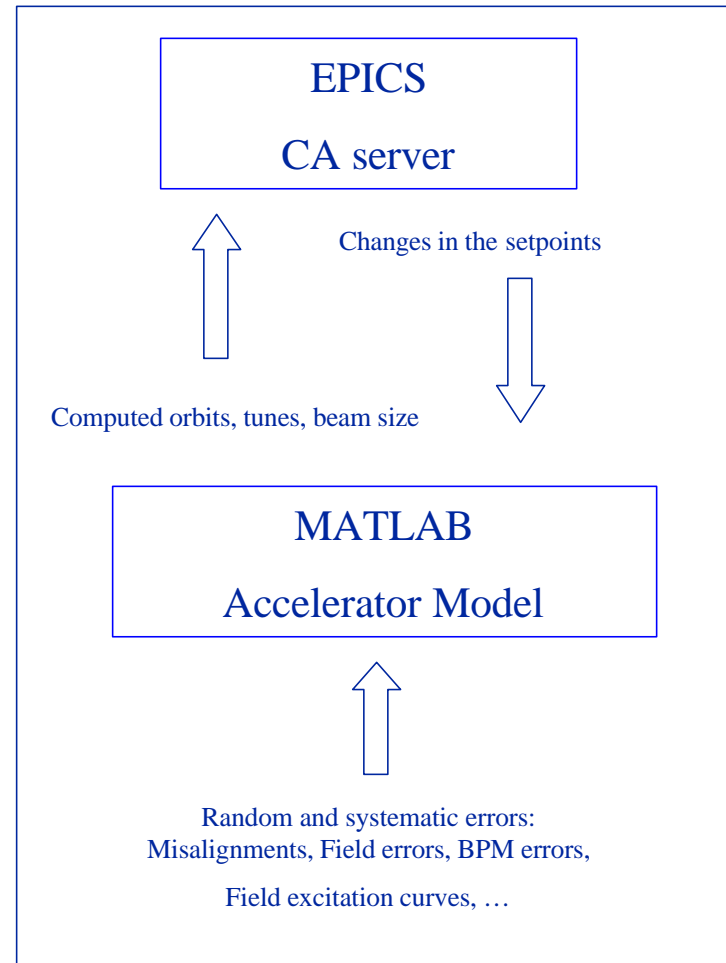 EPICS
CA server
Changes in the setpoints
Computed orbits, tunes, beam size
MATLAB
Accelerator Model
Random and systematic errors:
Misalignments, Field errors, BPM errors,
Field excitation curves, …